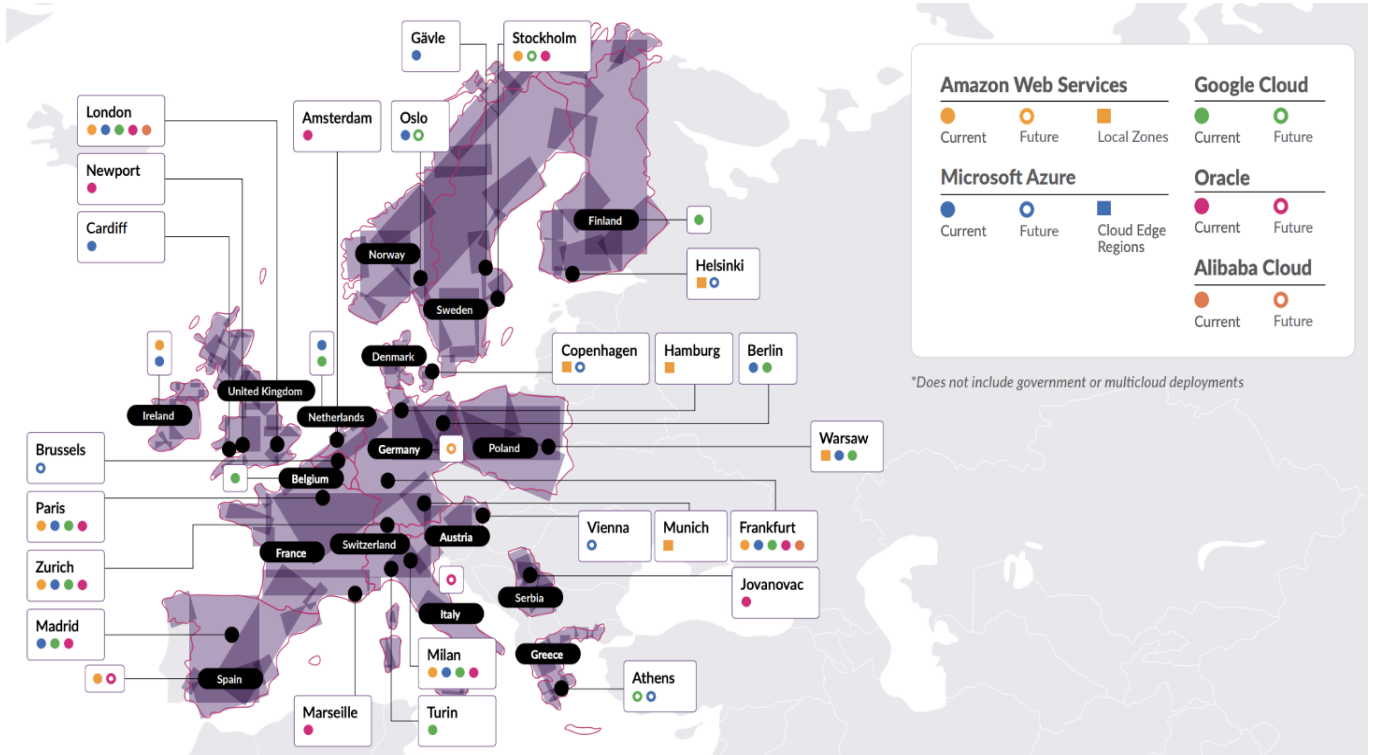 Gävle
Stockholm
London
Amsterdam
Oslo
Newport
Cardiff
Finland
Norway
Helsinki
Sweden
Denmark
Copenhagen
Hamburg
Berlin
United Kingdom
Ireland
Netherlands
Brussels
Germany
Poland
Warsaw
Belgium
Paris
Vienna
Munich
Frankfurt
Austria
Switzerland
France
Zurich
Jovanovac
Serbia
Italy
Madrid
Milan
Greece
Spain
Athens
Marseille
Turin
Amazon Web Services
Current
Future
Local Zones
Google Cloud
Current
Future
Microsoft Azure
Current
Future
Cloud Edge
Regions
Oracle
Current
Future
Alibaba Cloud
Current
Future
*Does not include government or multicloud deployments